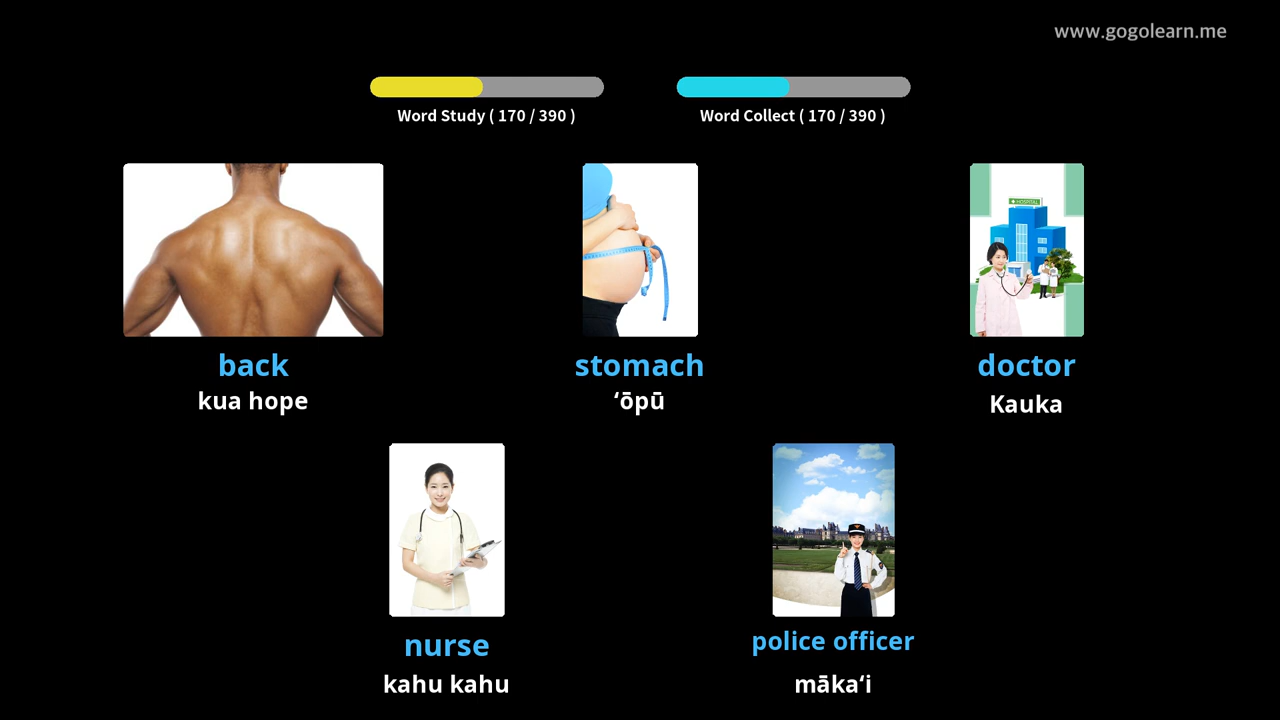 www.gogolearn.me
Word Study ( 170 / 390 )
Word Collect ( 170 / 390 )
HOSPITAL
back
kua hope
stomach
ʻōpū
doctor
Kauka
nurse
kahu kahu
police officer
mākaʻi